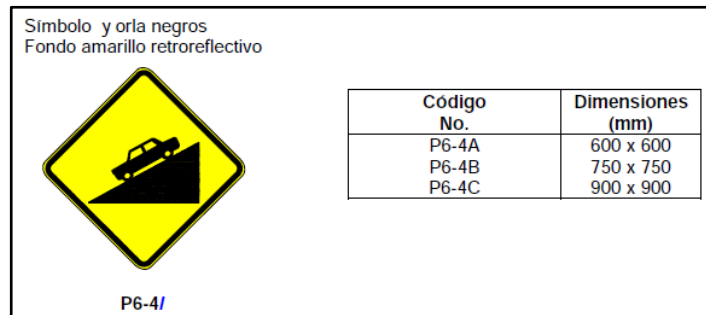 Símbolo y orla negros
Fondo amarillo retroreflectivo
Código No. Dimensiones (mm)
P6-4A 600 x 600
P6-4B 750 x 750
P6-4C 900 x 900
P6-4I